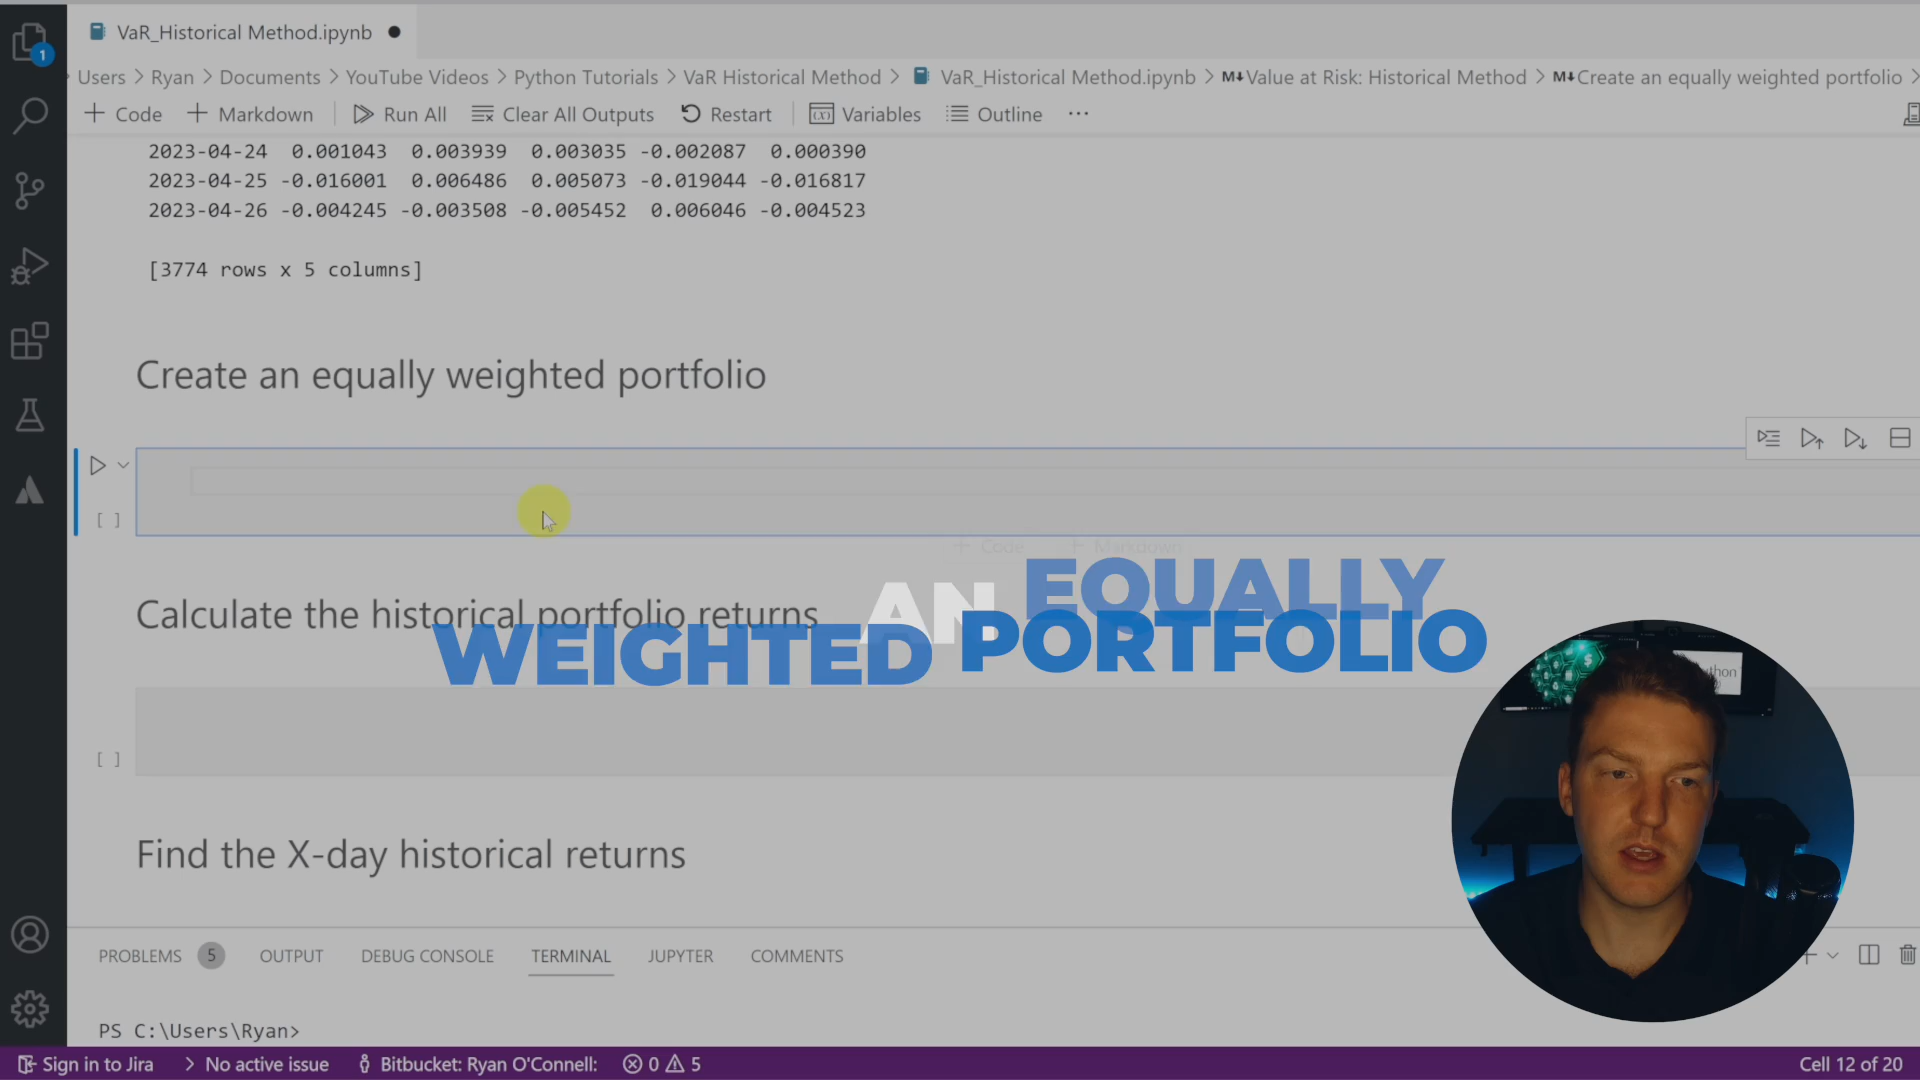 VaR_Historical Method.ipynb
1
Users > Ryan > Documents > YouTube Videos > Python Tutorials > VaR Historical Method > VaR_Historical Method.ipynb > M↓Value at Risk: Historical Method > M↓Create an equally weighted portfolio >
+ Code + Markdown Run All Clear All Outputs Restart Variables Outline ...
2023-04-24 0.001043 0.003939 0.003035 -0.002087 0.000390
2023-04-25 -0.016001 0.006486 0.005073 -0.019044 -0.016817
2023-04-26 -0.004245 -0.003508 -0.005452 0.006046 -0.004523
[3774 rows x 5 columns]
Create an equally weighted portfolio
[ ]
+ Code + Markdown
AN EQUALLY
WEIGHTED PORTFOLIO
Calculate the historical portfolio returns
[ ]
Find the X-day historical returns
PROBLEMS 5 OUTPUT DEBUG CONSOLE TERMINAL JUPYTER COMMENTS
PS C:\Users\Ryan>
Sign in to Jira > No active issue Bitbucket: Ryan O'Connell: 0 5 Cell 12 of 20